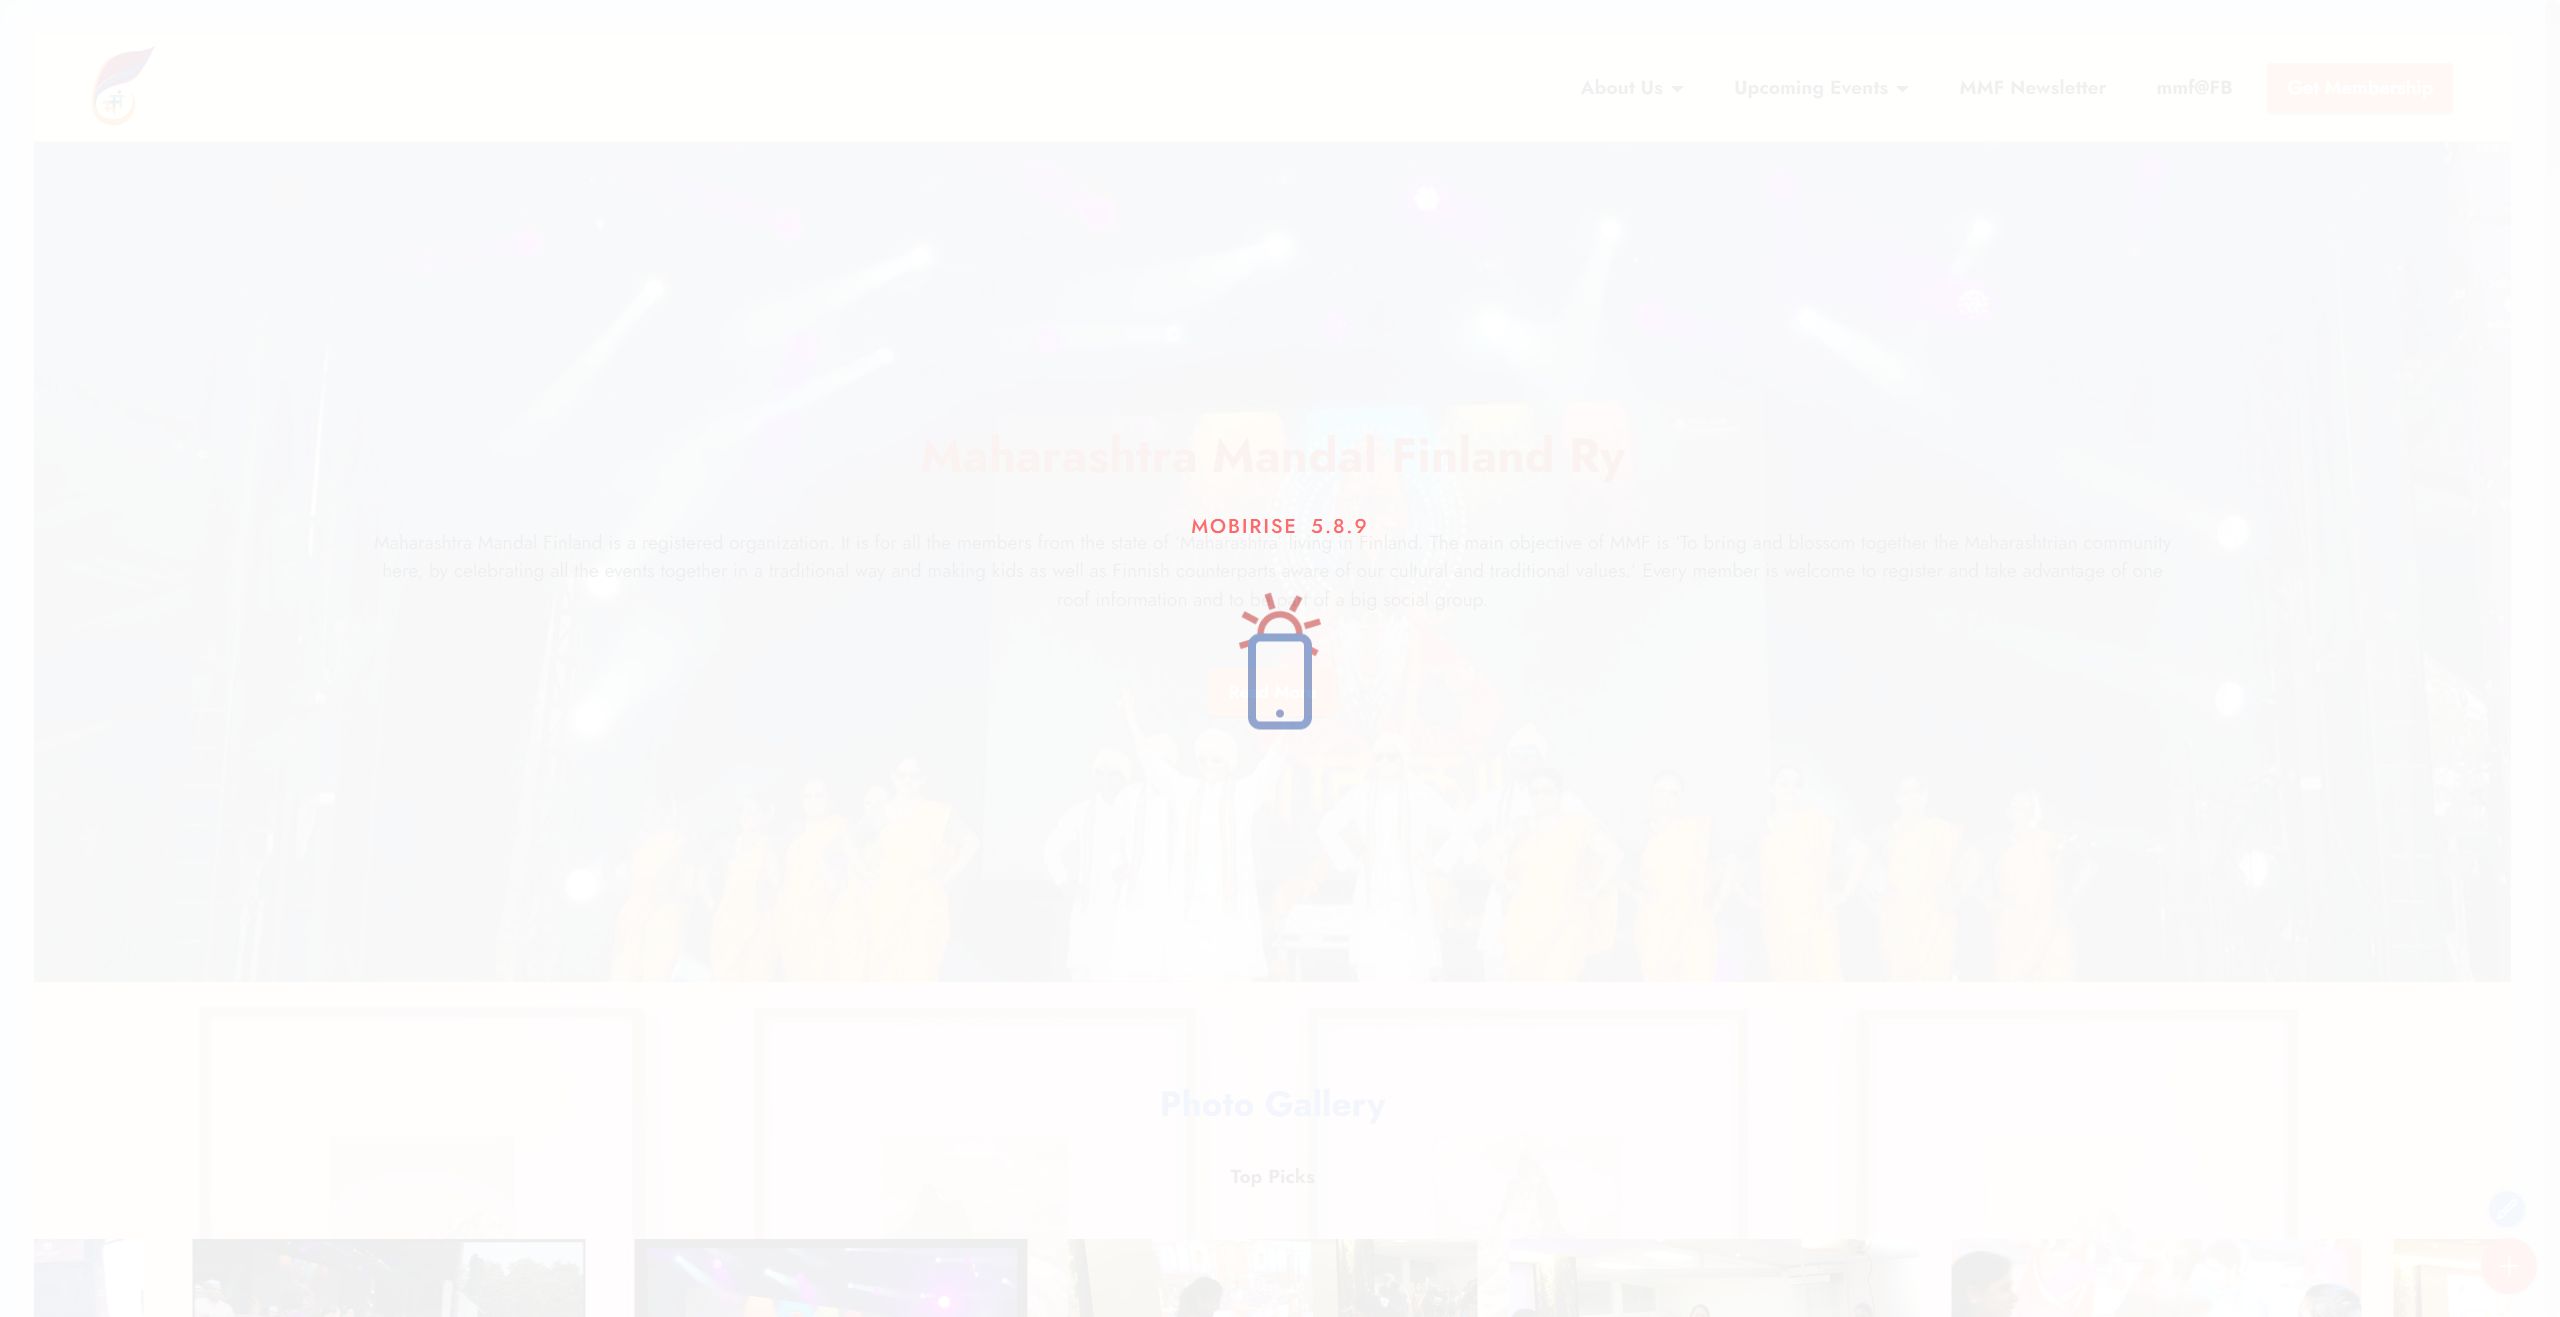 About Us
Upcoming Events
MMF Newsletter
mmf@FB
Get Membership
Maharashtra Mandal Finland Ry
MOBIRISE 5.8.9
Maharashtra Mandal Finland is a registered organization. It is for all the members from the state of 'Maharashtra' living in Finland. The main objective of MMF is 'To bring and blossom together the Maharashtrian community
here, by celebrating all the events together in a traditional way and making kids as well as Finnish counterparts aware of our cultural and traditional values.' Every member is welcome to register and take advantage of one
roof information and to be part of a big social group.
Read More
Photo Gallery
Top Picks